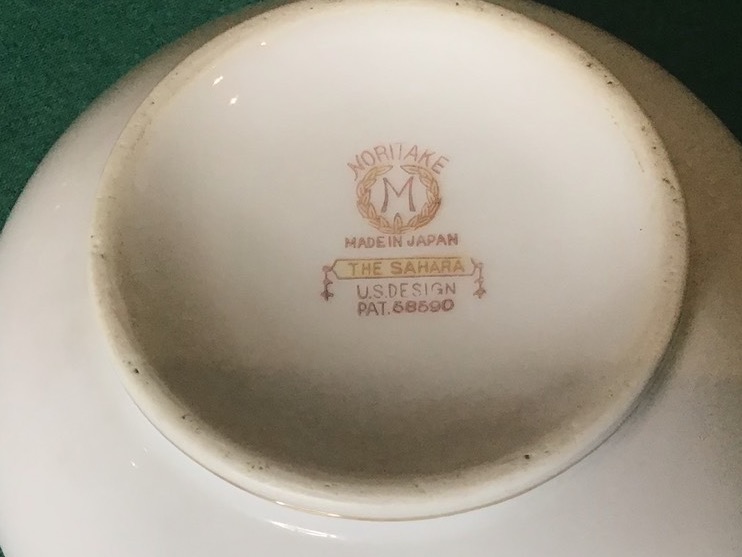 NORITAKE
M
MADE IN JAPAN
THE SAHARA
U.S.DESIGN
PAT.58590